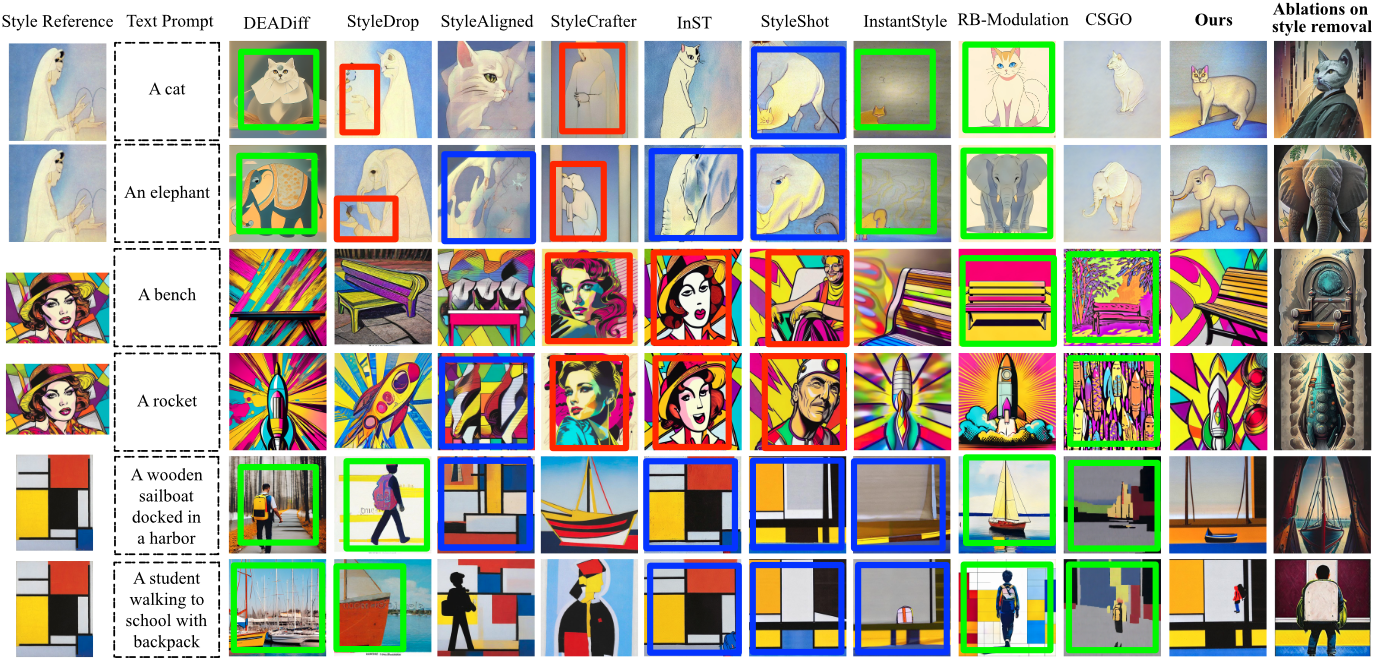 Style Reference
Text Prompt
DEADiff
StyleDrop
StyleAligned
StyleCrafter
InST
StyleShot
InstantStyle
RB-Modulation
CSGO
Ours
Ablations on
style removal
A cat
An elephant
A bench
A rocket
A wooden
sailboat
docked in
a harbor
A student
walking to
school with
backpack